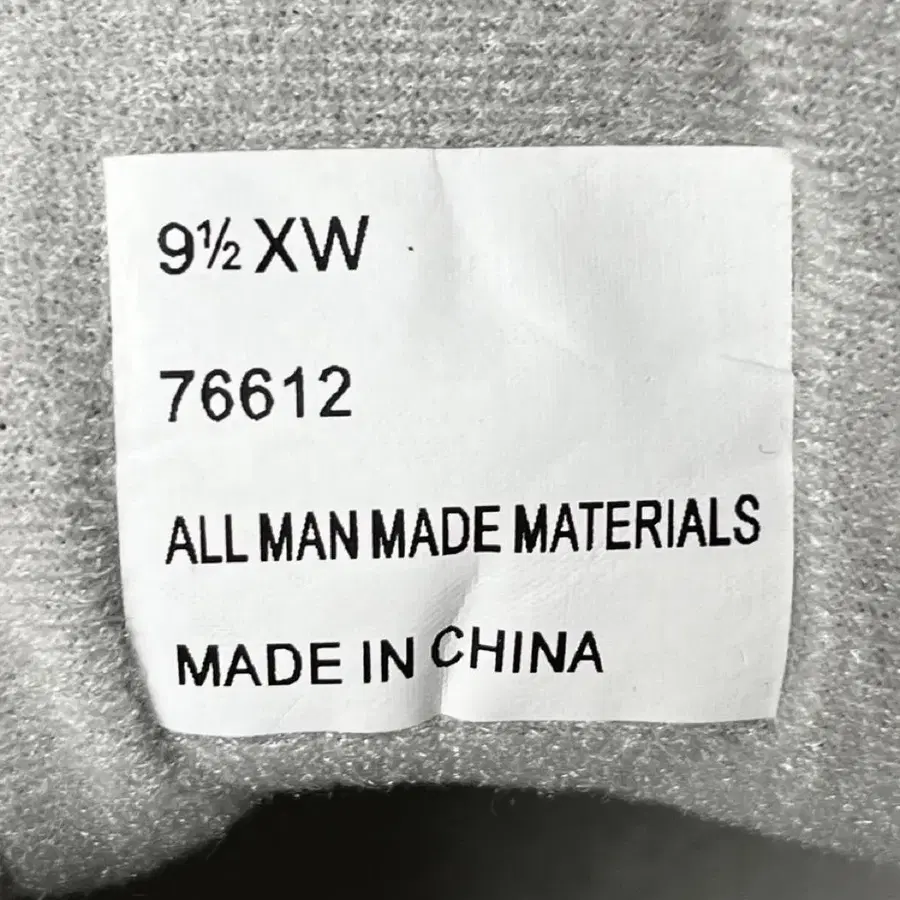 9½ XW
76612
ALL MAN MADE MATERIALS
MADE IN CHINA